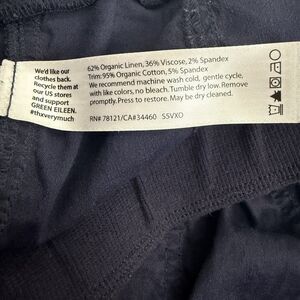 We'd like our
clothes back.
Recycle them at
our US stores
and support
GREEN EILEEN.
#thxverymuch
62% Organic Linen, 36% Viscose, 2% Spandex
Trim: 95% Organic Cotton, 5% Spandex
We recommend machine wash cold, gentle cycle,
with like colors, no bleach. Tumble dry low. Remove
promptly. Press to restore. May dry clean.
RN# 78121/CA#34460 SSVXO